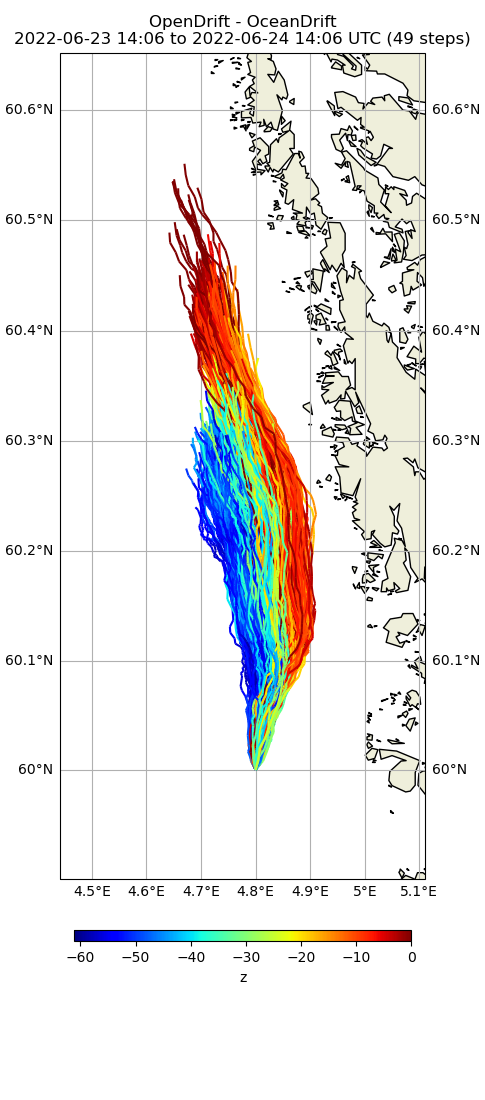 OpenDrift - OceanDrift
2022-06-23 14:06 to 2022-06-24 14:06 UTC (49 steps)
60.6°N 60.6°N
60.5°N 60.5°N
60.4°N 60.4°N
60.3°N 60.3°N
60.2°N 60.2°N
60.1°N 60.1°N
60°N 60°N
4.5°E 4.6°E 4.7°E 4.8°E 4.9°E 5°E 5.1°E
−60 −50 −40 −30 −20 −10 0
z